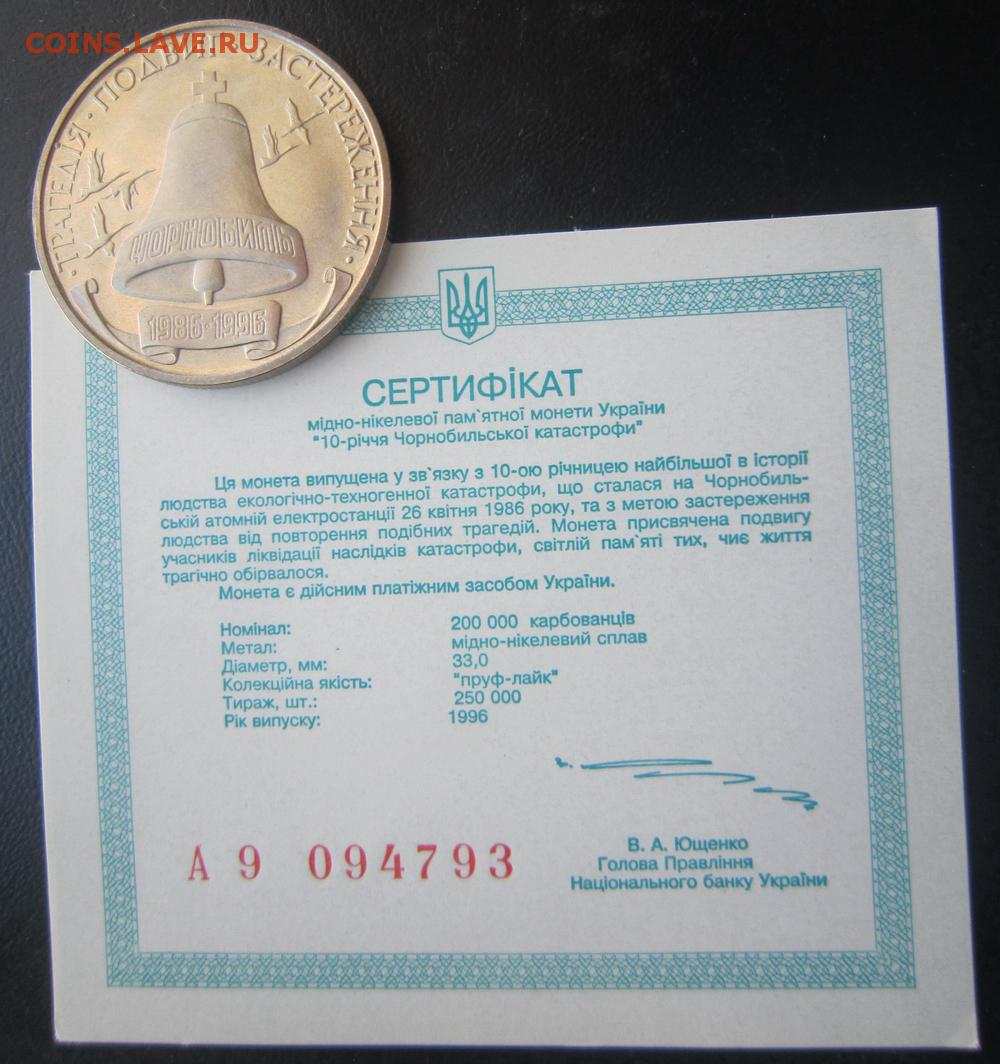 COINS.LAVE.RU
ТРАГЕДІЯ · ПОДВИГ · ЗАСТЕРЕЖЕННЯ ·
ЧОРНОБИЛЬ
1986·1996
СЕРТИФІКАТ
мідно-нікелевої пам`ятної монети України
"10-річчя Чорнобильської катастрофи"
Ця монета випущена у зв`язку з 10-ою річницею найбільшої в історії
людства екологічно-техногенної катастрофи, що сталася на Чорнобиль-
ській атомній електростанції 26 квітня 1986 року, та з метою застереження
людства від повторення подібних трагедій. Монета присвячена подвигу
учасників ліквідації наслідків катастрофи, світлій пам`яті тих, чиє життя
трагічно обірвалося.
Монета є дійсним платіжним засобом України.
Номінал: 200 000 карбованців
Метал: мідно-нікелевий сплав
Діаметр, мм: 33,0
Колекційна якість: "пруф-лайк"
Тираж, шт.: 250 000
Рік випуску: 1996
А 9 094793
В. А. Ющенко
Голова Правління
Національного банку України